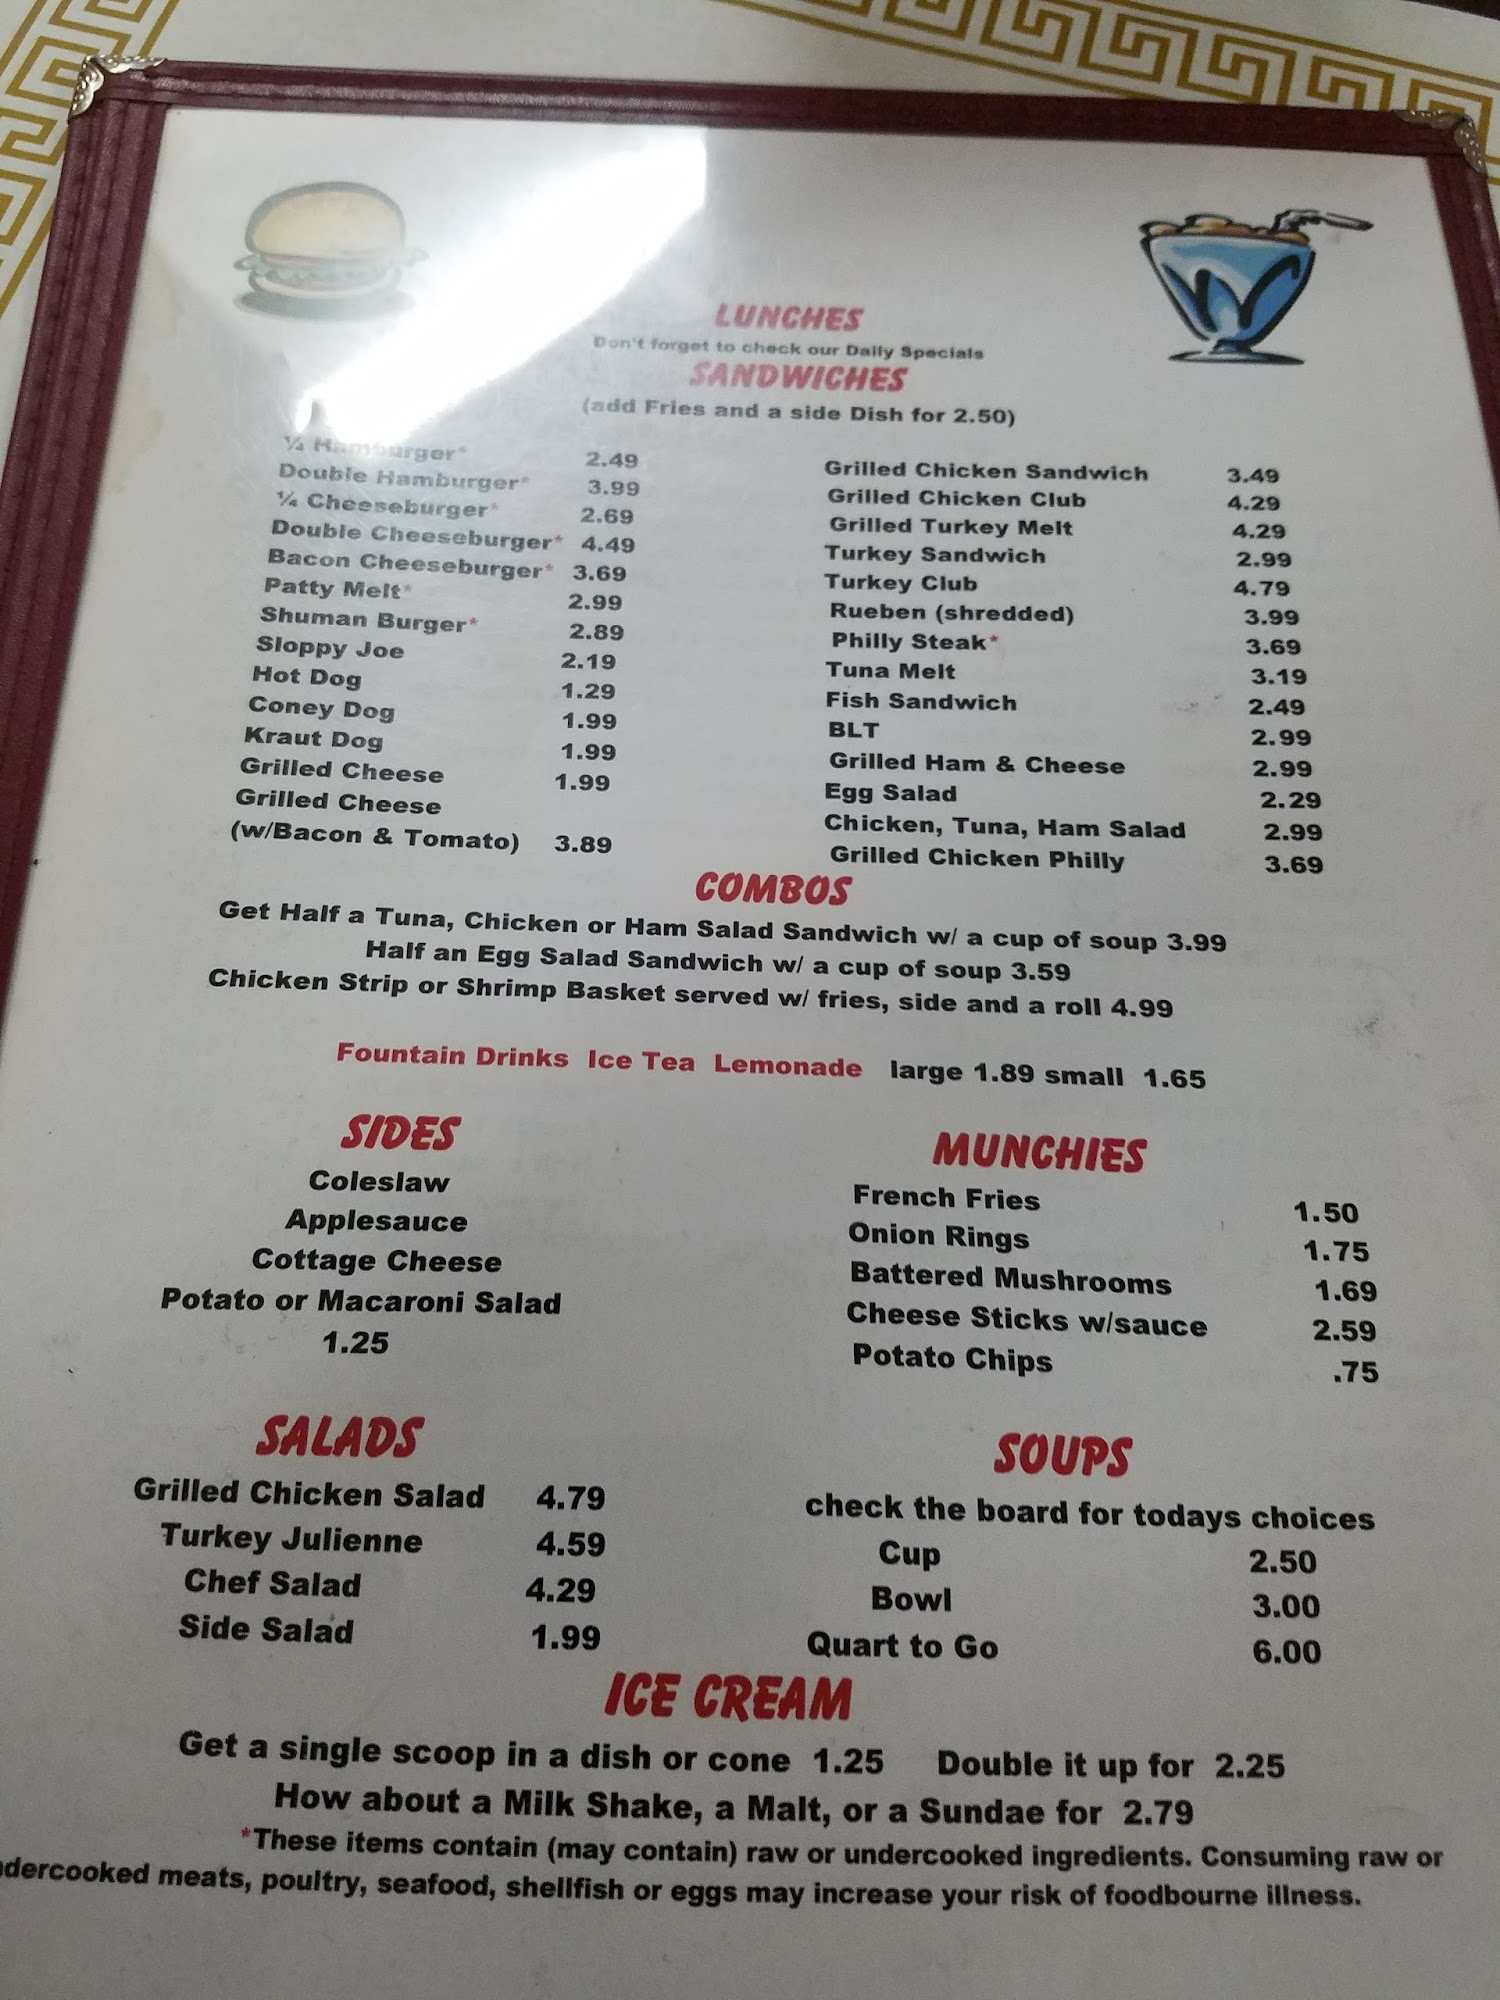 LUNCHES
Don't forget to check our Daily Specials
SANDWICHES
(add Fries and a side Dish for 2.50)
¼ Hamburger* 2.49
Double Hamburger* 3.99
¼ Cheeseburger* 2.69
Double Cheeseburger* 4.49
Bacon Cheeseburger* 3.69
Patty Melt* 2.99
Shuman Burger* 2.89
Sloppy Joe 2.19
Hot Dog 1.29
Coney Dog 1.99
Kraut Dog 1.99
Grilled Cheese 1.99
Grilled Cheese
(w/Bacon & Tomato) 3.89
Grilled Chicken Sandwich 3.49
Grilled Chicken Club 4.29
Grilled Turkey Melt 4.29
Turkey Sandwich 2.99
Turkey Club 4.79
Rueben (shredded) 3.99
Philly Steak* 3.69
Tuna Melt 3.19
Fish Sandwich 2.49
BLT 2.99
Grilled Ham & Cheese 2.99
Egg Salad 2.29
Chicken, Tuna, Ham Salad 2.99
Grilled Chicken Philly 3.69
COMBOS
Get Half a Tuna, Chicken or Ham Salad Sandwich w/ a cup of soup 3.99
Half an Egg Salad Sandwich w/ a cup of soup 3.59
Chicken Strip or Shrimp Basket served w/ fries, side and a roll 4.99
Fountain Drinks Ice Tea Lemonade large 1.89 small 1.65
SIDES
Coleslaw
Applesauce
Cottage Cheese
Potato or Macaroni Salad
1.25
MUNCHIES
French Fries 1.50
Onion Rings 1.75
Battered Mushrooms 1.69
Cheese Sticks w/sauce 2.59
Potato Chips .75
SALADS
Grilled Chicken Salad 4.79
Turkey Julienne 4.59
Chef Salad 4.29
Side Salad 1.99
SOUPS
check the board for todays choices
Cup 2.50
Bowl 3.00
Quart to Go 6.00
ICE CREAM
Get a single scoop in a dish or cone 1.25 Double it up for 2.25
How about a Milk Shake, a Malt, or a Sundae for 2.79
*These items contain (may contain) raw or undercooked ingredients. Consuming raw or
dercooked meats, poultry, seafood, shellfish or eggs may increase your risk of foodbourne illness.